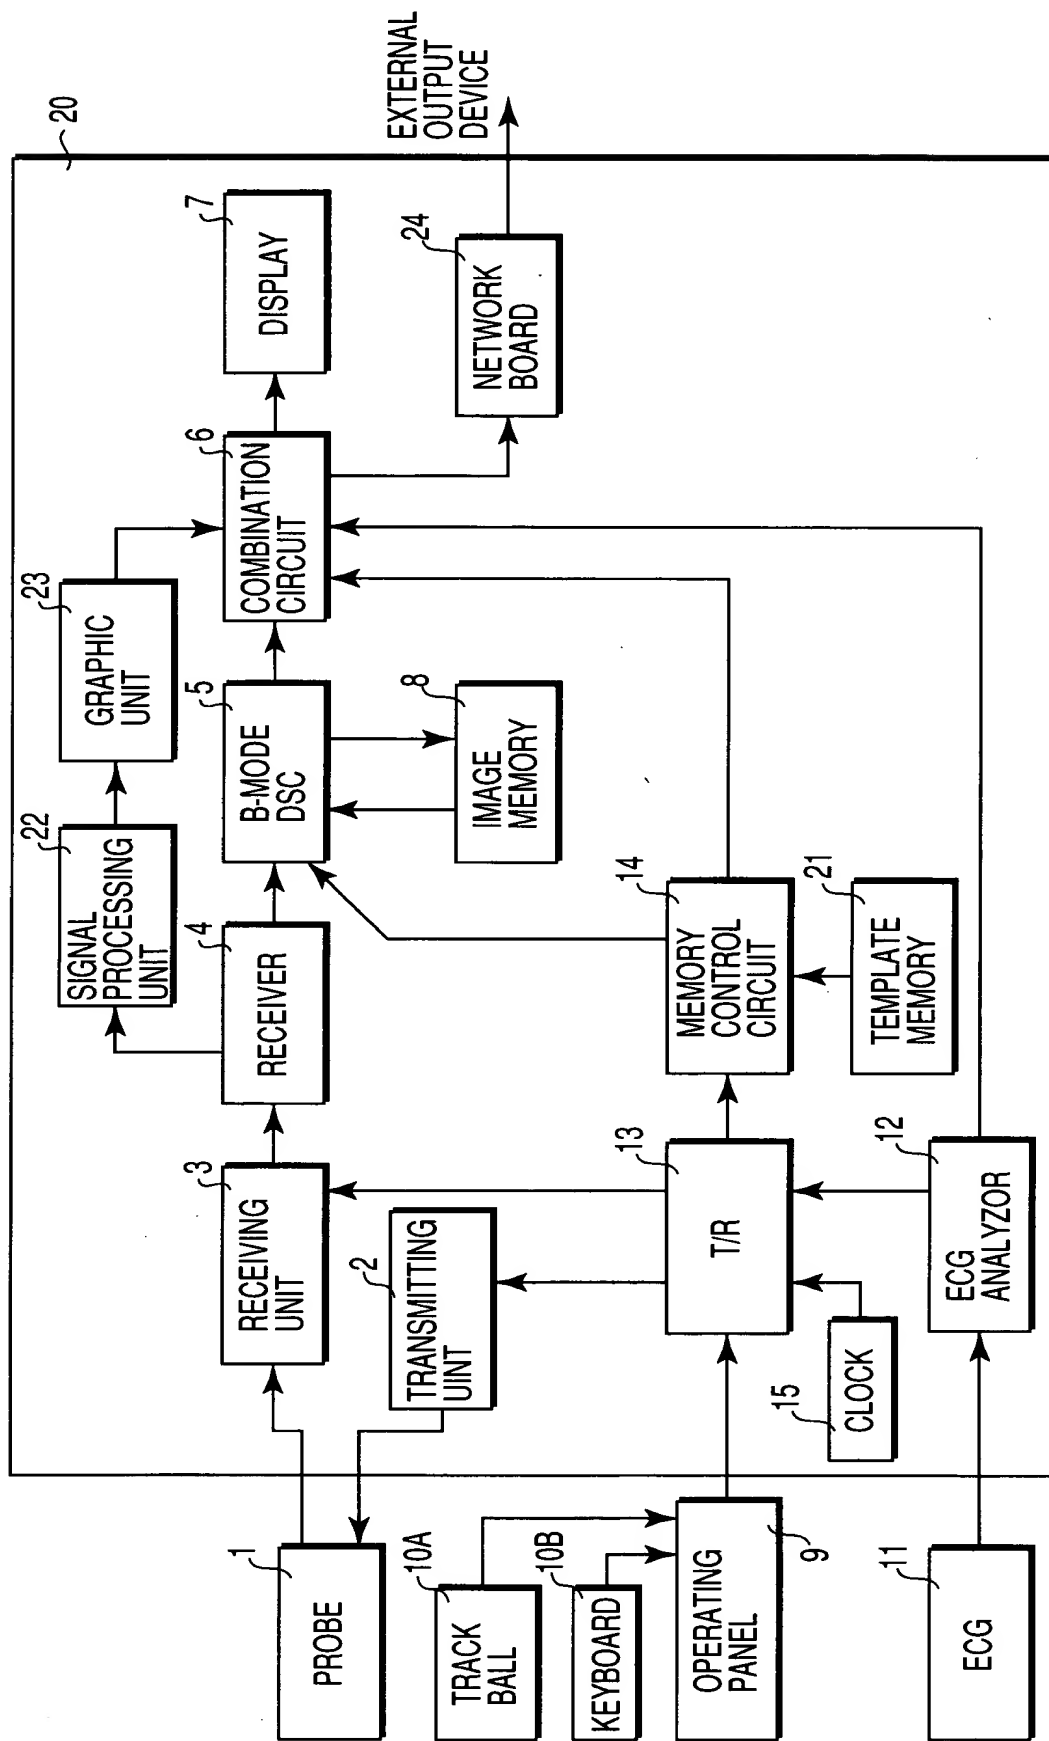 20
EXTERNAL
OUTPUT
DEVICE
22
SIGNAL
PROCESSING
UNIT
23
GRAPHIC
UNIT
1
PROBE
3
RECEIVING
UNIT
4
RECEIVER
5
B-MODE
DSC
6
COMBINATION
CIRCUIT
7
DISPLAY
10A
TRACK
BALL
2
TRANSMITTING
UINT
8
IMAGE
MEMORY
24
NETWORK
BOARD
10B
KEYBOARD
OPERATING
PANEL
9
13
T/R
14
MEMORY
CONTROL
CIRCUIT
15
CLOCK
21
TEMPLATE
MEMORY
11
ECG
12
ECG
ANALYZOR